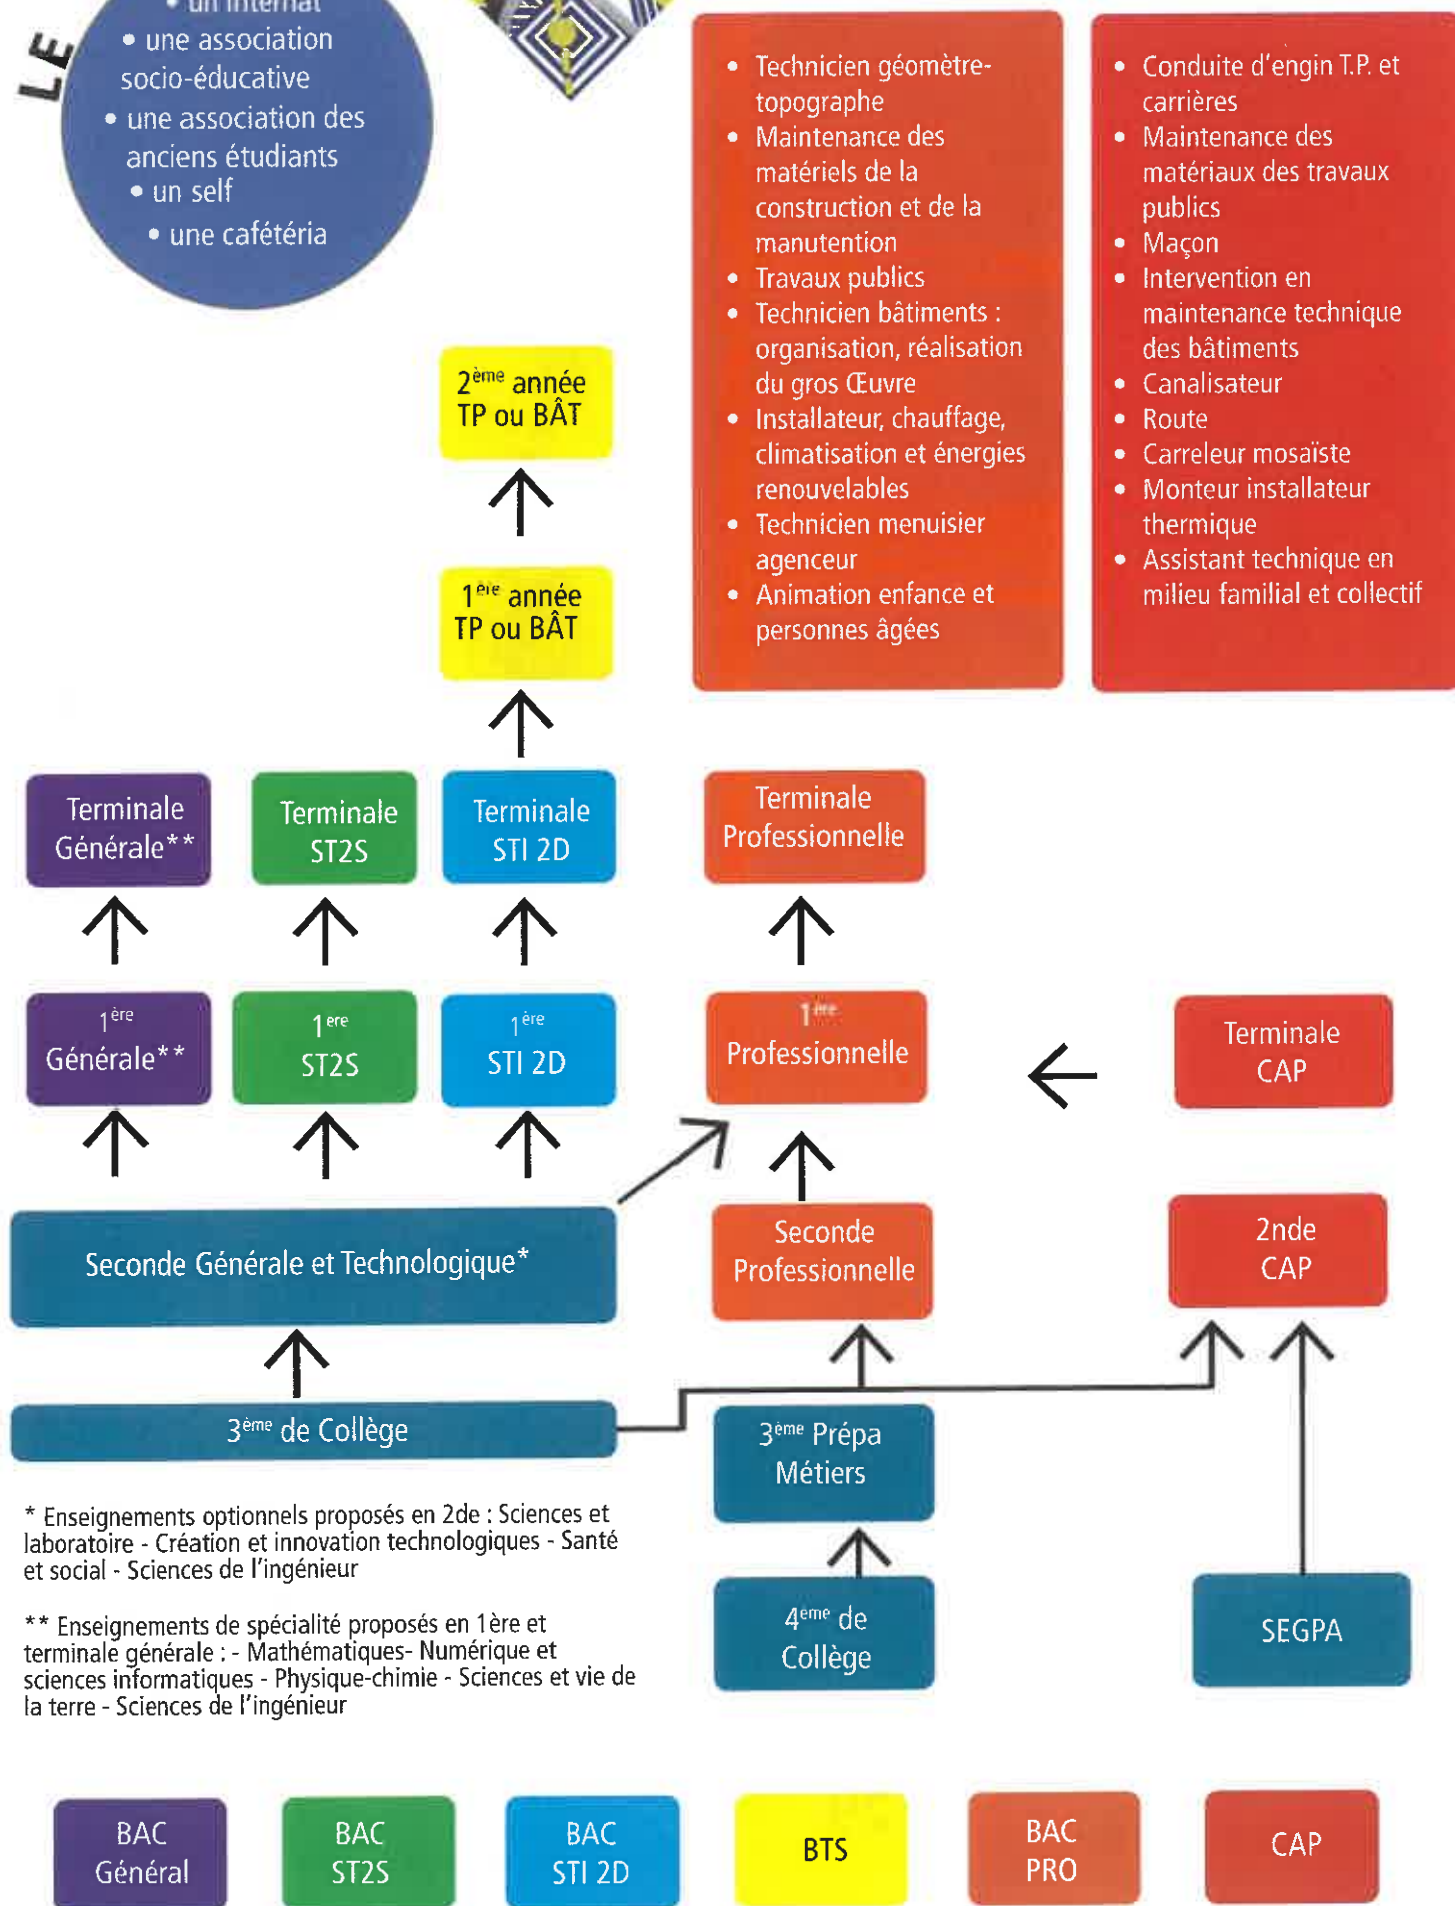 LE
• un internat
• une association
socio-éducative
• une association des
anciens étudiants
• un self
• une cafétéria
• Technicien géomètre-
topographe
• Maintenance des
matériels de la
construction et de la
manutention
• Travaux publics
• Technicien bâtiments :
organisation, réalisation
du gros Œuvre
• Installateur, chauffage,
climatisation et énergies
renouvelables
• Technicien menuisier
agenceur
• Animation enfance et
personnes âgées
• Conduite d'engin T.P. et
carrières
• Maintenance des
matériaux des travaux
publics
• Maçon
• Intervention en
maintenance technique
des bâtiments
• Canalisateur
• Route
• Carreleur mosaïste
• Monteur installateur
thermique
• Assistant technique en
milieu familial et collectif
2ème année
TP ou BÂT
1ère année
TP ou BÂT
Terminale
Générale**
Terminale
ST2S
Terminale
STI 2D
Terminale
Professionnelle
1ère
Générale**
1ere
ST2S
1ère
STI 2D
1ère
Professionnelle
Terminale
CAP
Seconde Générale et Technologique*
Seconde
Professionnelle
2nde
CAP
3ème de Collège
3ème Prépa
Métiers
4eme de
Collège
SEGPA
* Enseignements optionnels proposés en 2de : Sciences et
laboratoire - Création et innovation technologiques - Santé
et social - Sciences de l'ingénieur
** Enseignements de spécialité proposés en 1ère et
terminale générale : - Mathématiques- Numérique et
sciences informatiques - Physique-chimie - Sciences et vie de
la terre - Sciences de l'ingénieur
BAC
Général
BAC
ST2S
BAC
STI 2D
BTS
BAC
PRO
CAP